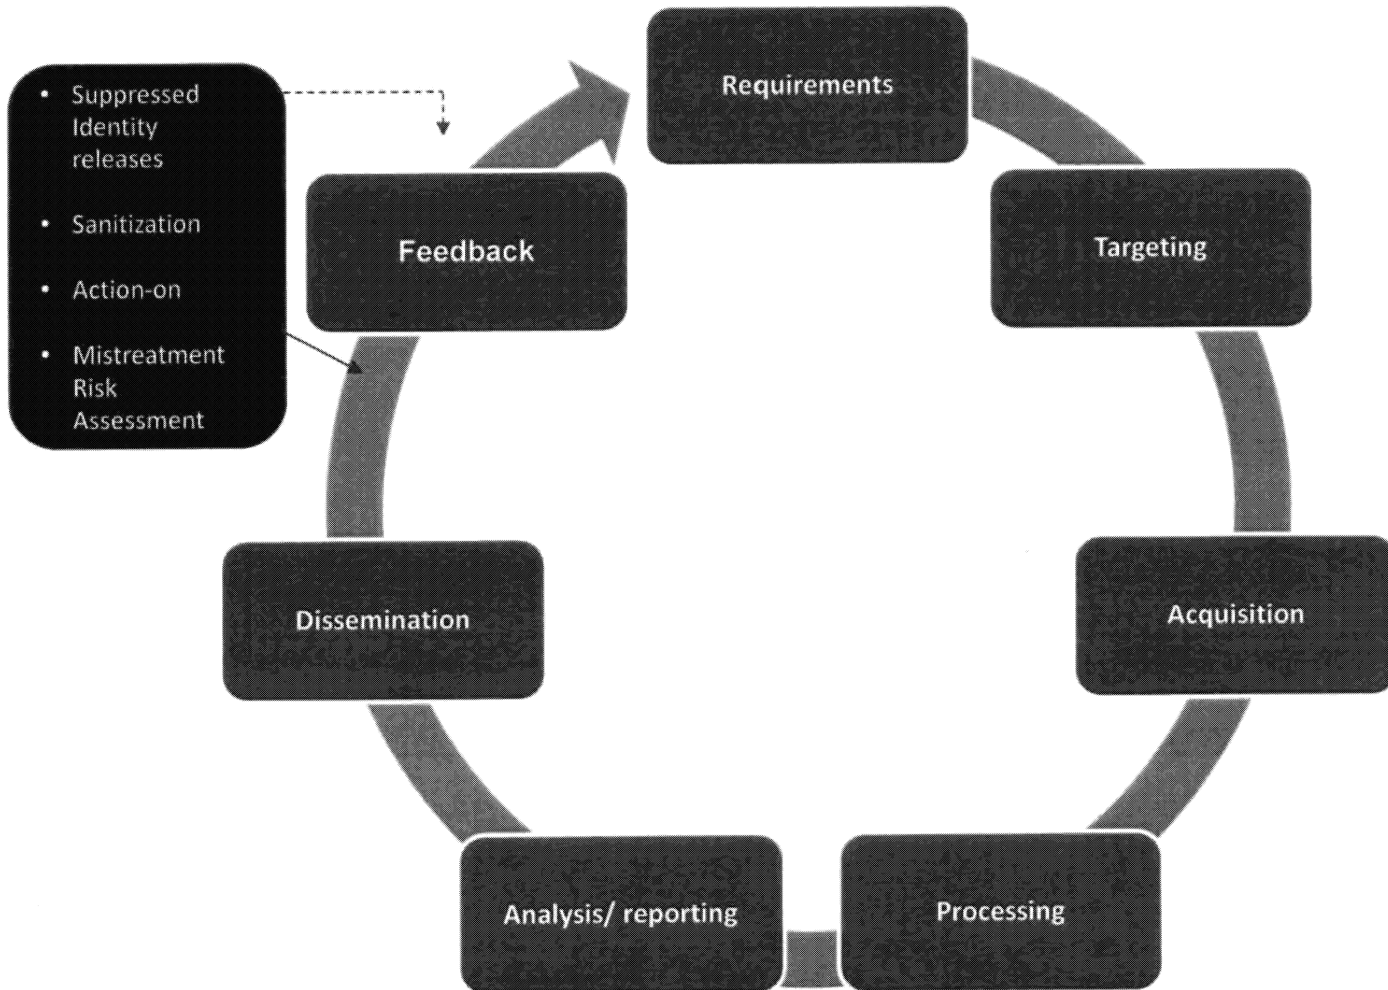 • Suppressed
Identity
releases
• Sanitization
• Action-on
• Mistreatment
Risk
Assessment
Requirements
Targeting
Acquisition
Processing
Analysis/ reporting
Dissemination
Feedback